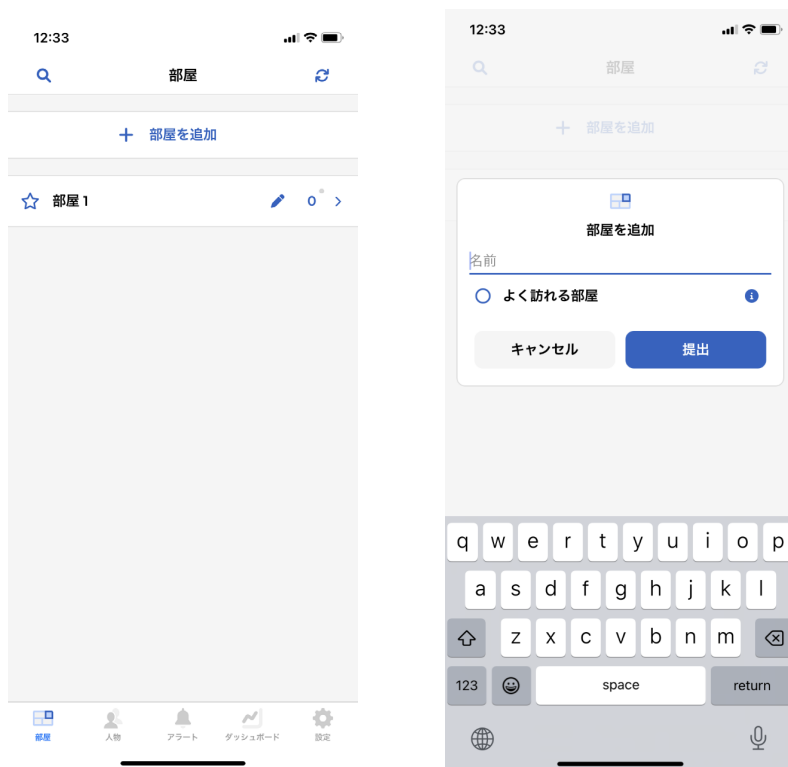 12:33
部屋
部屋を追加
部屋 1
0
部屋
人物
アラート
ダッシュボード
設定
12:33
部屋
部屋を追加
部屋を追加
名前
よく訪れる部屋
キャンセル
提出
q w e r t y u i o p
a s d f g h j k l
z x c v b n m
123 space return